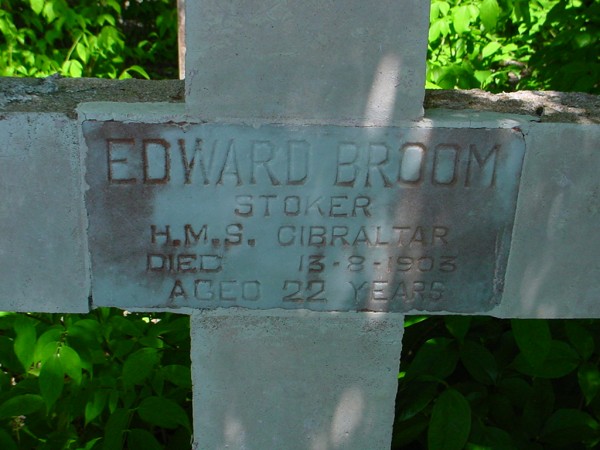 EDWARD BROOM
STOKER
H.M.S. GIBRALTAR
DIED 13-8-1903
AGED 22 YEARS